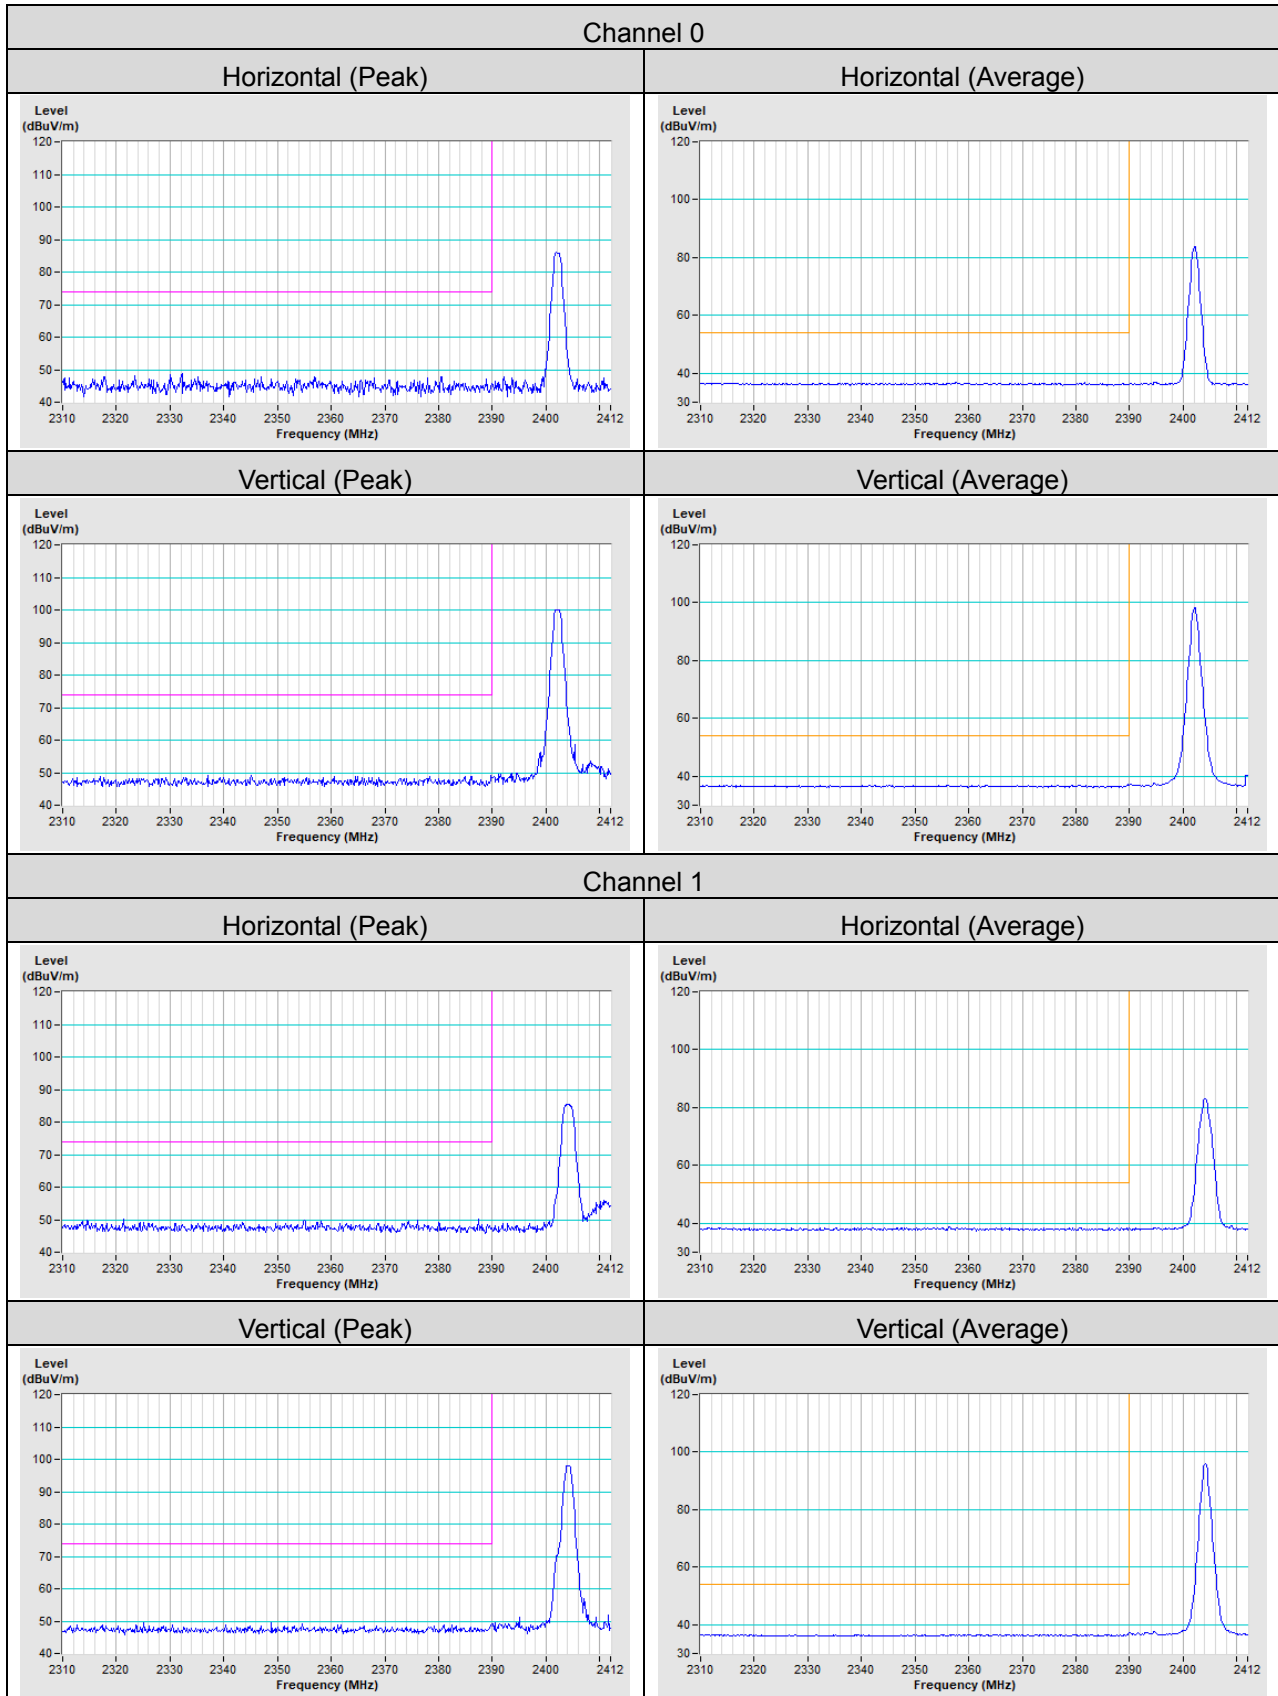 Channel 0
Horizontal (Peak) Horizontal (Average)
Level Level
(dBuV/m) (dBuV/m)
120 120
110
100 100
90
80 80
70
60 60
50
40 40
30
2310 2320 2330 2340 2350 2360 2370 2380 2390 2400 2412 2310 2320 2330 2340 2350 2360 2370 2380 2390 2400 2412
Frequency (MHz) Frequency (MHz)
Vertical (Peak) Vertical (Average)
Level Level
(dBuV/m) (dBuV/m)
120 120
110
100 100
90
80 80
70
60 60
50
40 40
30
2310 2320 2330 2340 2350 2360 2370 2380 2390 2400 2412 2310 2320 2330 2340 2350 2360 2370 2380 2390 2400 2412
Frequency (MHz) Frequency (MHz)
Channel 1
Horizontal (Peak) Horizontal (Average)
Level Level
(dBuV/m) (dBuV/m)
120 120
110
100 100
90
80 80
70
60 60
50
40 40
30
2310 2320 2330 2340 2350 2360 2370 2380 2390 2400 2412 2310 2320 2330 2340 2350 2360 2370 2380 2390 2400 2412
Frequency (MHz) Frequency (MHz)
Vertical (Peak) Vertical (Average)
Level Level
(dBuV/m) (dBuV/m)
120 120
110
100 100
90
80 80
70
60 60
50
40 40
30
2310 2320 2330 2340 2350 2360 2370 2380 2390 2400 2412 2310 2320 2330 2340 2350 2360 2370 2380 2390 2400 2412
Frequency (MHz) Frequency (MHz)